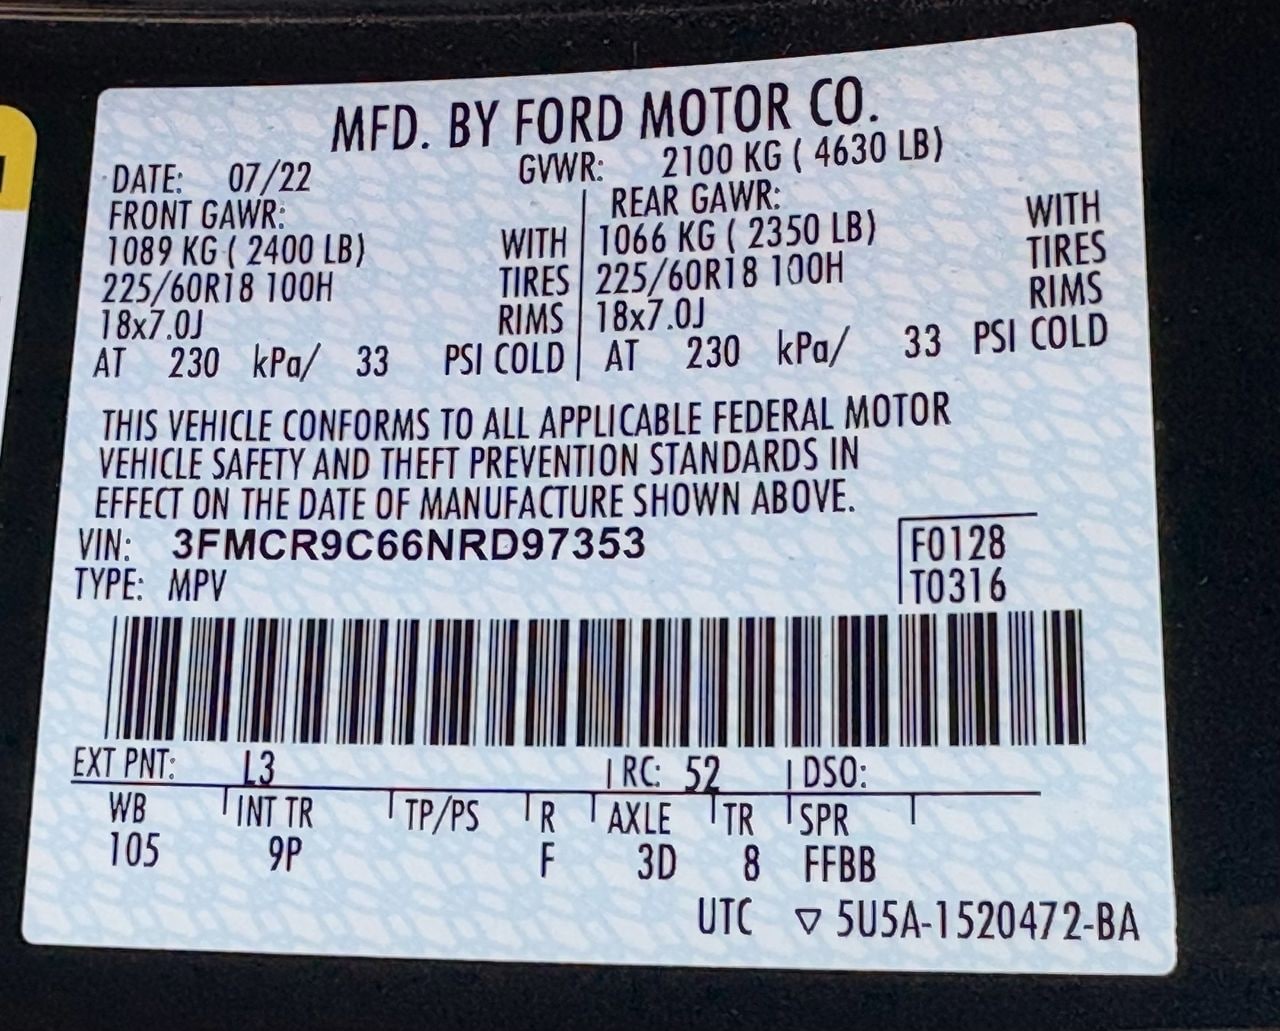 MFD. BY FORD MOTOR CO.
DATE: 07/22 GVWR: 2100 KG ( 4630 LB)
FRONT GAWR: REAR GAWR:
1089 KG ( 2400 LB) WITH 1066 KG ( 2350 LB) WITH
225/60R18 100H TIRES 225/60R18 100H TIRES
18x7.0J RIMS 18x7.0J RIMS
AT 230 kPa/ 33 PSI COLD AT 230 kPa/ 33 PSI COLD
THIS VEHICLE CONFORMS TO ALL APPLICABLE FEDERAL MOTOR
VEHICLE SAFETY AND THEFT PREVENTION STANDARDS IN
EFFECT ON THE DATE OF MANUFACTURE SHOWN ABOVE.
VIN: 3FMCR9C66NRD97353 F0128
TYPE: MPV T0316
EXT PNT: L3 RC: 52 DSO:
WB INT TR TP/PS R AXLE TR SPR
105 9P F 3D 8 FFBB
UTC ▽ 5U5A-1520472-BA